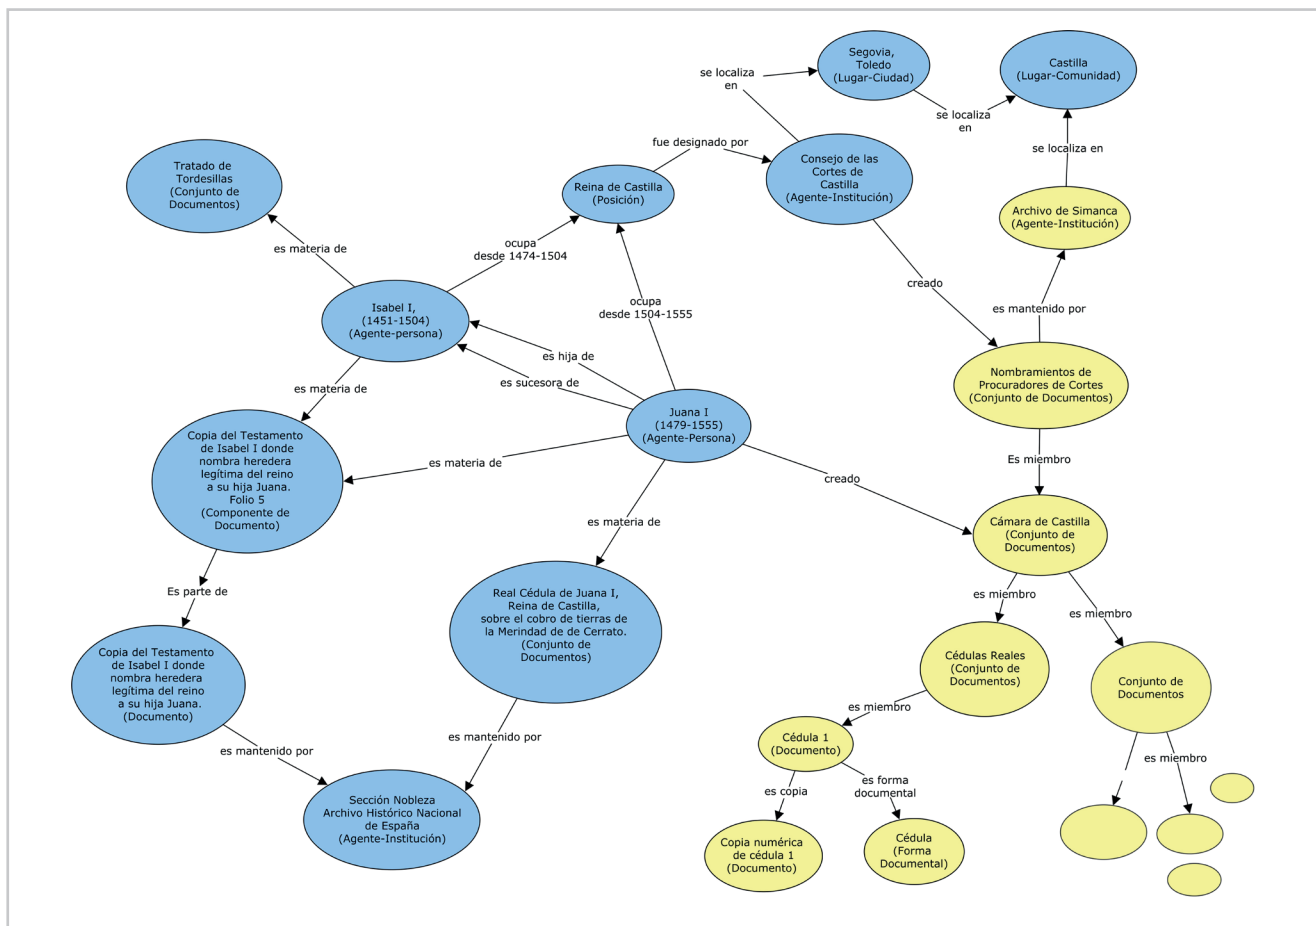 Segovia,
Toledo
(Lugar-Ciudad)
Castilla
(Lugar-Comunidad)
se localiza
en
se localiza
en
se localiza en
fue designado por
Tratado de
Tordesillas
(Conjunto de
Documentos)
Reina de Castilla
(Posición)
Consejo de las
Cortes de
Castilla
(Agente-Institución)
Archivo de Simanca
(Agente-Institución)
es materia de
ocupa
desde 1474-1504
creado
es mantenido por
Isabel I,
(1451-1504)
(Agente-persona)
ocupa
desde 1504-1555
es hija de
es sucesora de
es materia de
Nombramientos de
Procuradores de Cortes
(Conjunto de Documentos)
Juana I
(1479-1555)
(Agente-Persona)
Copia del Testamento
de Isabel I donde
nombra heredera
legítima del reino
a su hija Juana.
Folio 5
(Componente de
Documento)
es materia de
Es miembro
creado
es materia de
Cámara de Castilla
(Conjunto de
Documentos)
Es parte de
Real Cédula de Juana I,
Reina de Castilla,
sobre el cobro de tierras de
la Merindad de de Cerrato.
(Conjunto de
Documentos)
es miembro
es miembro
Copia del Testamento
de Isabel I donde
nombra heredera
legítima del reino
a su hija Juana.
(Documento)
Cédulas Reales
(Conjunto de
Documentos)
Conjunto de
Documentos
es mantenido por
es mantenido por
es miembro
Cédula 1
(Documento)
es miembro
es copia
es forma
documental
Sección Nobleza
Archivo Histórico Nacional
de España
(Agente-Institución)
Copia numérica
de cédula 1
(Documento)
Cédula
(Forma
Documental)